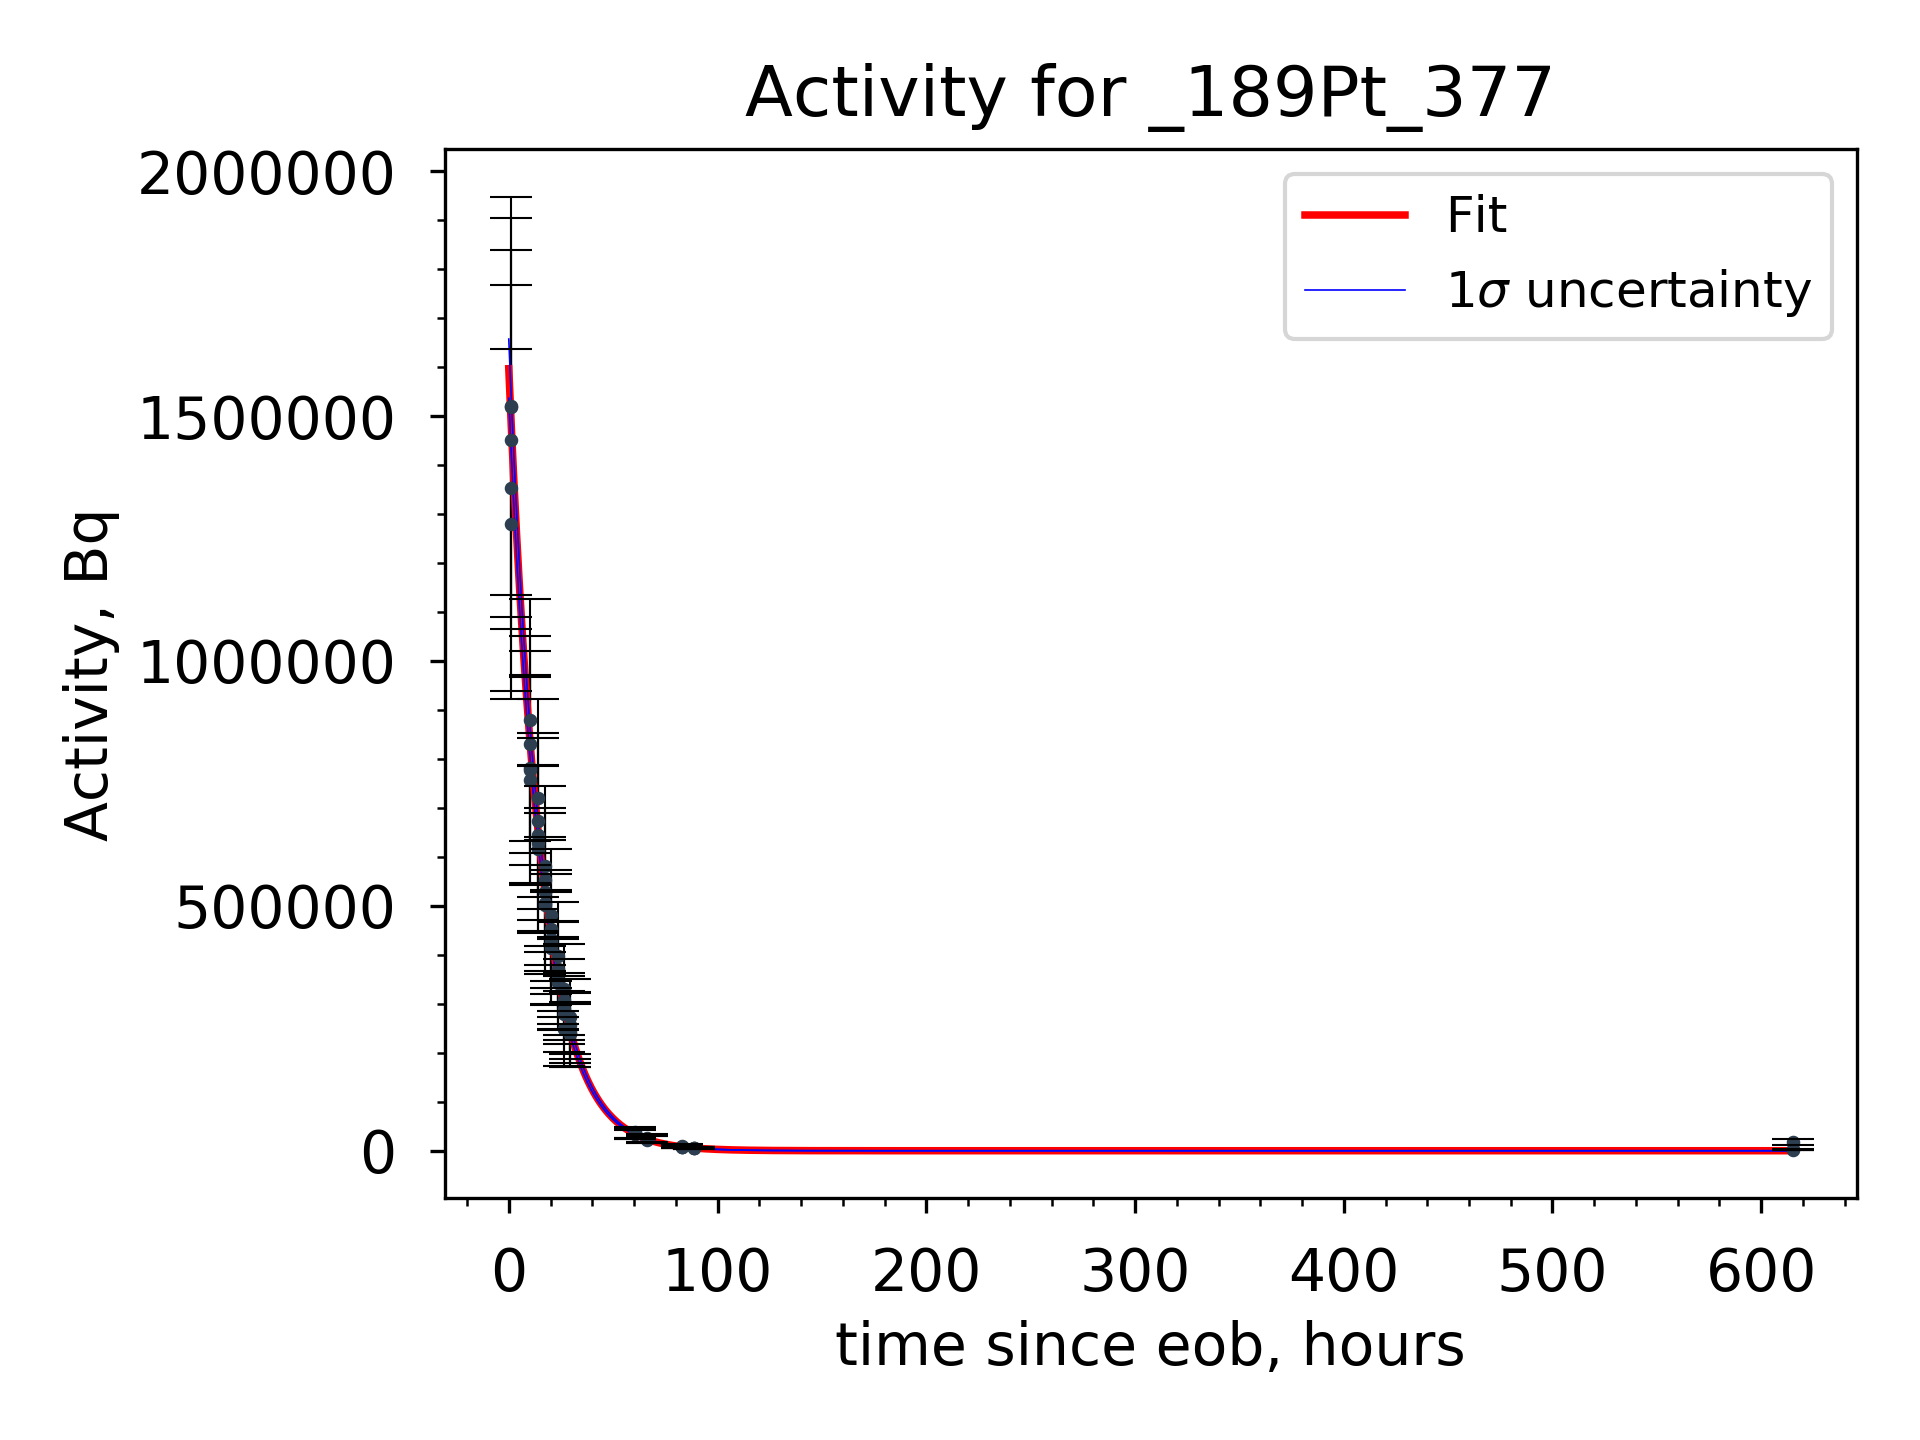 Activity for _189Pt_377
2000000
1500000
1000000
500000
0
Activity, Bq
Fit
1σ uncertainty
0 100 200 300 400 500 600
time since eob, hours